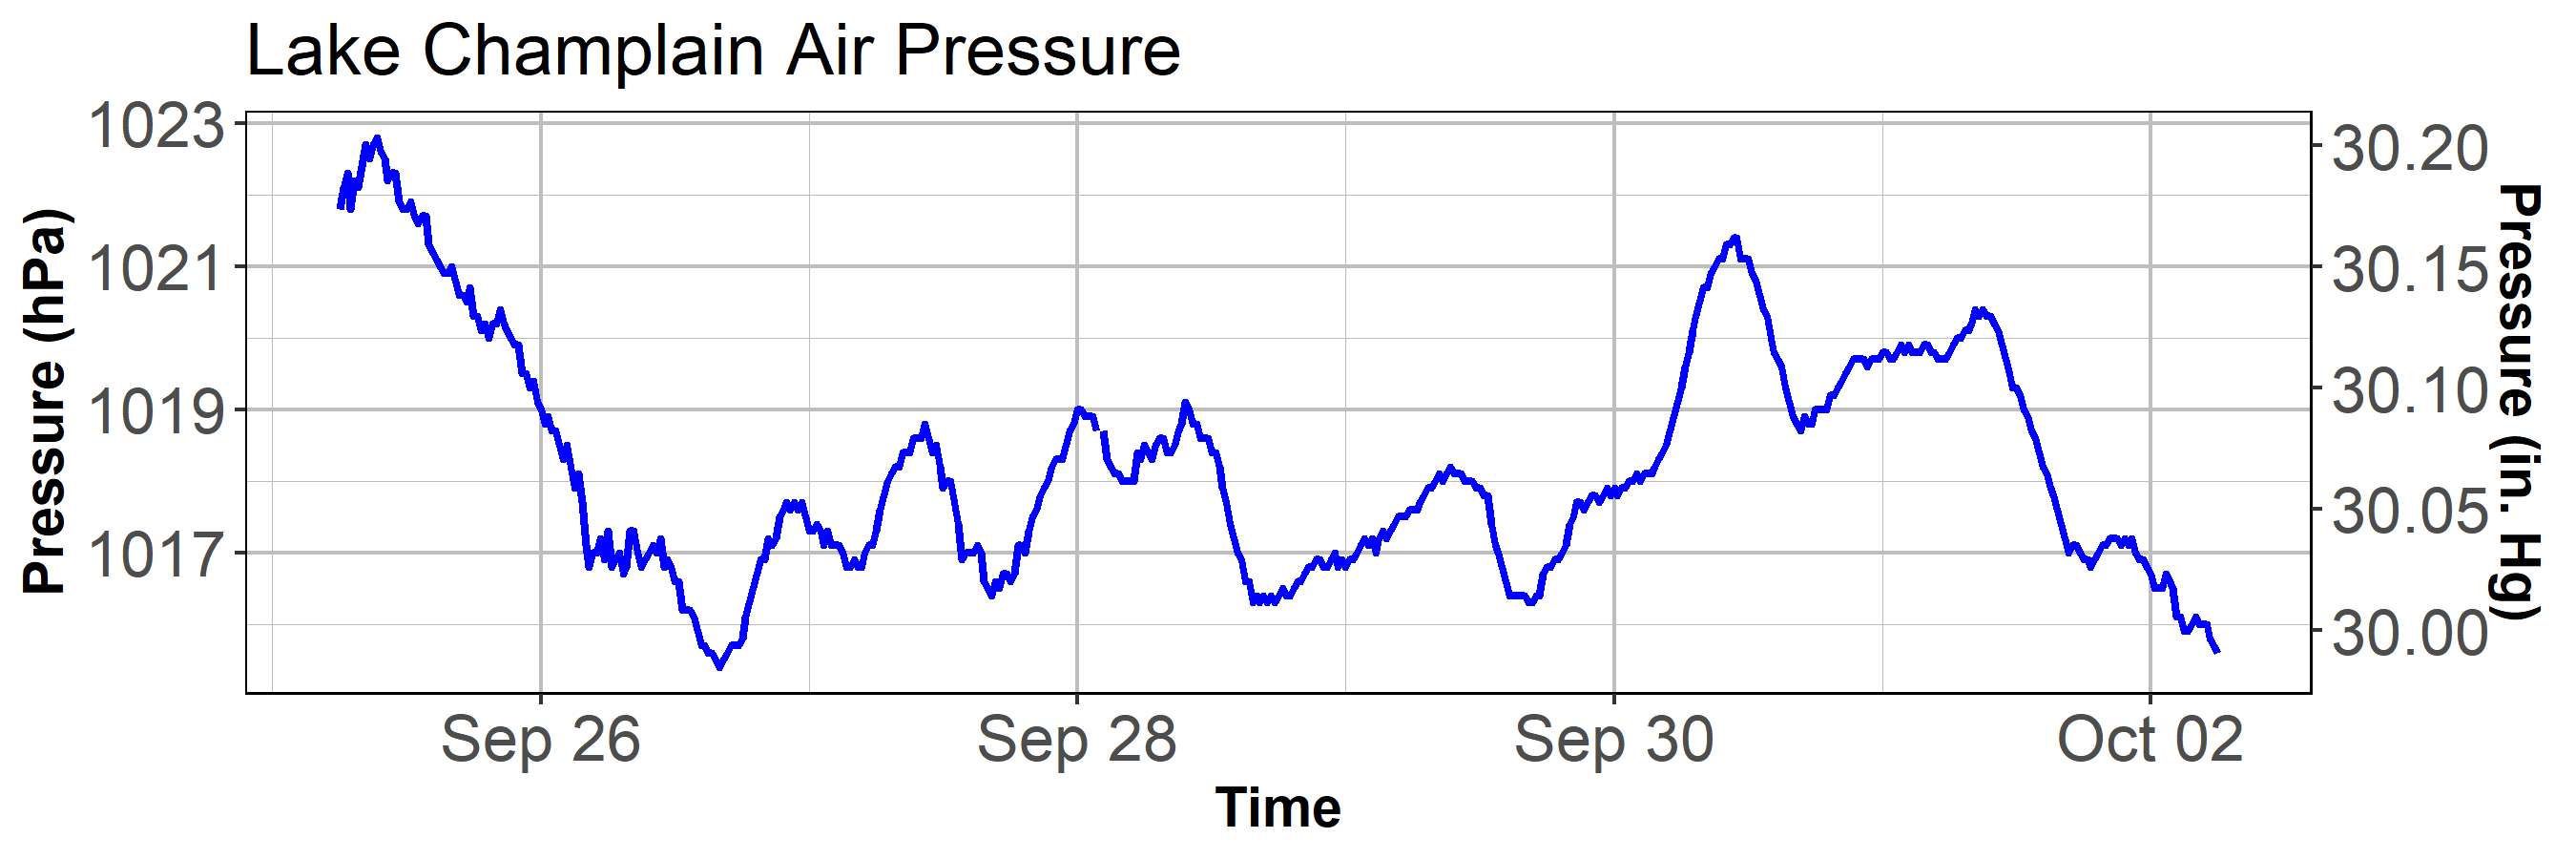 Lake Champlain Air Pressure
1023
1021
1019
1017
Pressure (hPa)
30.20
30.15
30.10
30.05
30.00
Pressure (in. Hg)
Sep 26
Sep 28
Sep 30
Oct 02
Time